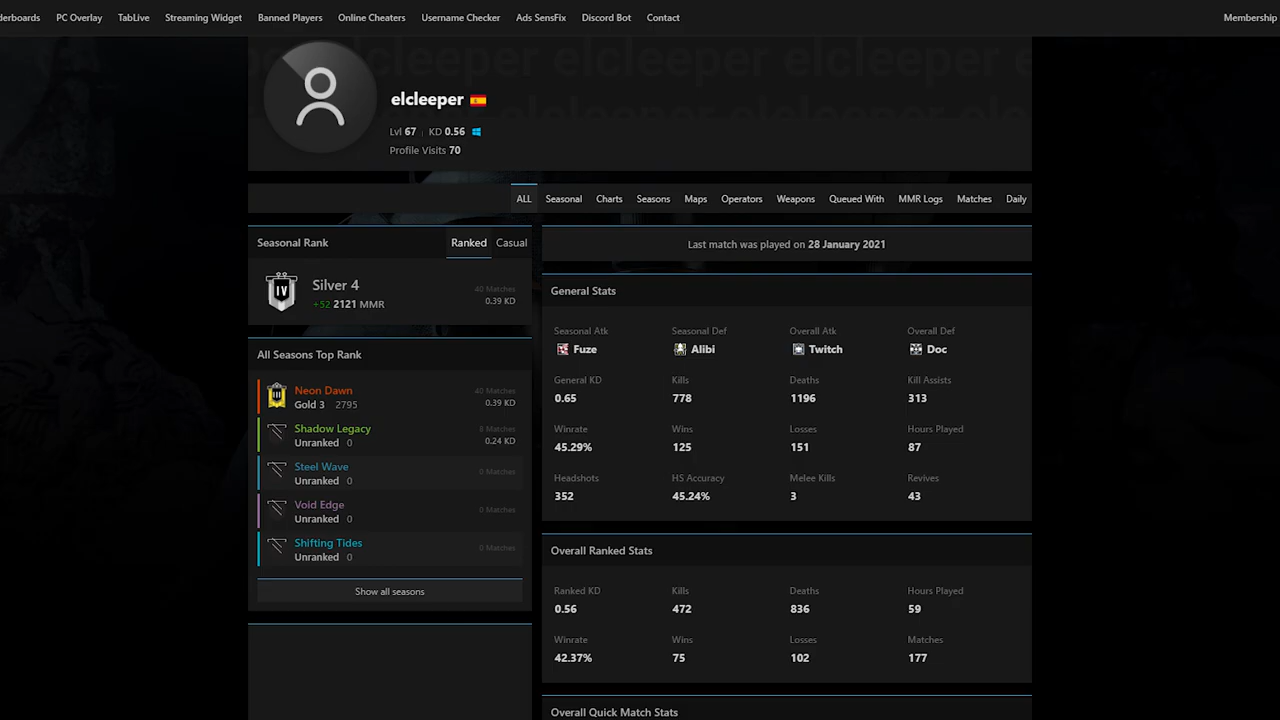 derboards PC Overlay TabLive Streaming Widget Banned Players Online Cheaters Username Checker Ads SensFix Discord Bot Contact Membership
elcleeper elcleeper elcleeper
elcleeper
Lvl 67 KD 0.56
Profile Visits 70
ALL Seasonal Charts Seasons Maps Operators Weapons Queued With MMR Logs Matches Daily
Seasonal Rank Ranked Casual
Silver 4
+52 2121 MMR
40 Matches
0.39 KD
All Seasons Top Rank
Neon Dawn 40 Matches
Gold 3 2795 0.39 KD
Shadow Legacy 8 Matches
Unranked 0 0.24 KD
Steel Wave 0 Matches
Unranked 0
Void Edge 0 Matches
Unranked 0
Shifting Tides 0 Matches
Unranked 0
Show all seasons
Last match was played on 28 January 2021
General Stats
Seasonal Atk Seasonal Def Overall Atk Overall Def
Fuze Alibi Twitch Doc
General KD Kills Deaths Kill Assists
0.65 778 1196 313
Winrate Wins Losses Hours Played
45.29% 125 151 87
Headshots HS Accuracy Melee Kills Revives
352 45.24% 3 43
Overall Ranked Stats
Ranked KD Kills Deaths Hours Played
0.56 472 836 59
Winrate Wins Losses Matches
42.37% 75 102 177
Overall Quick Match Stats